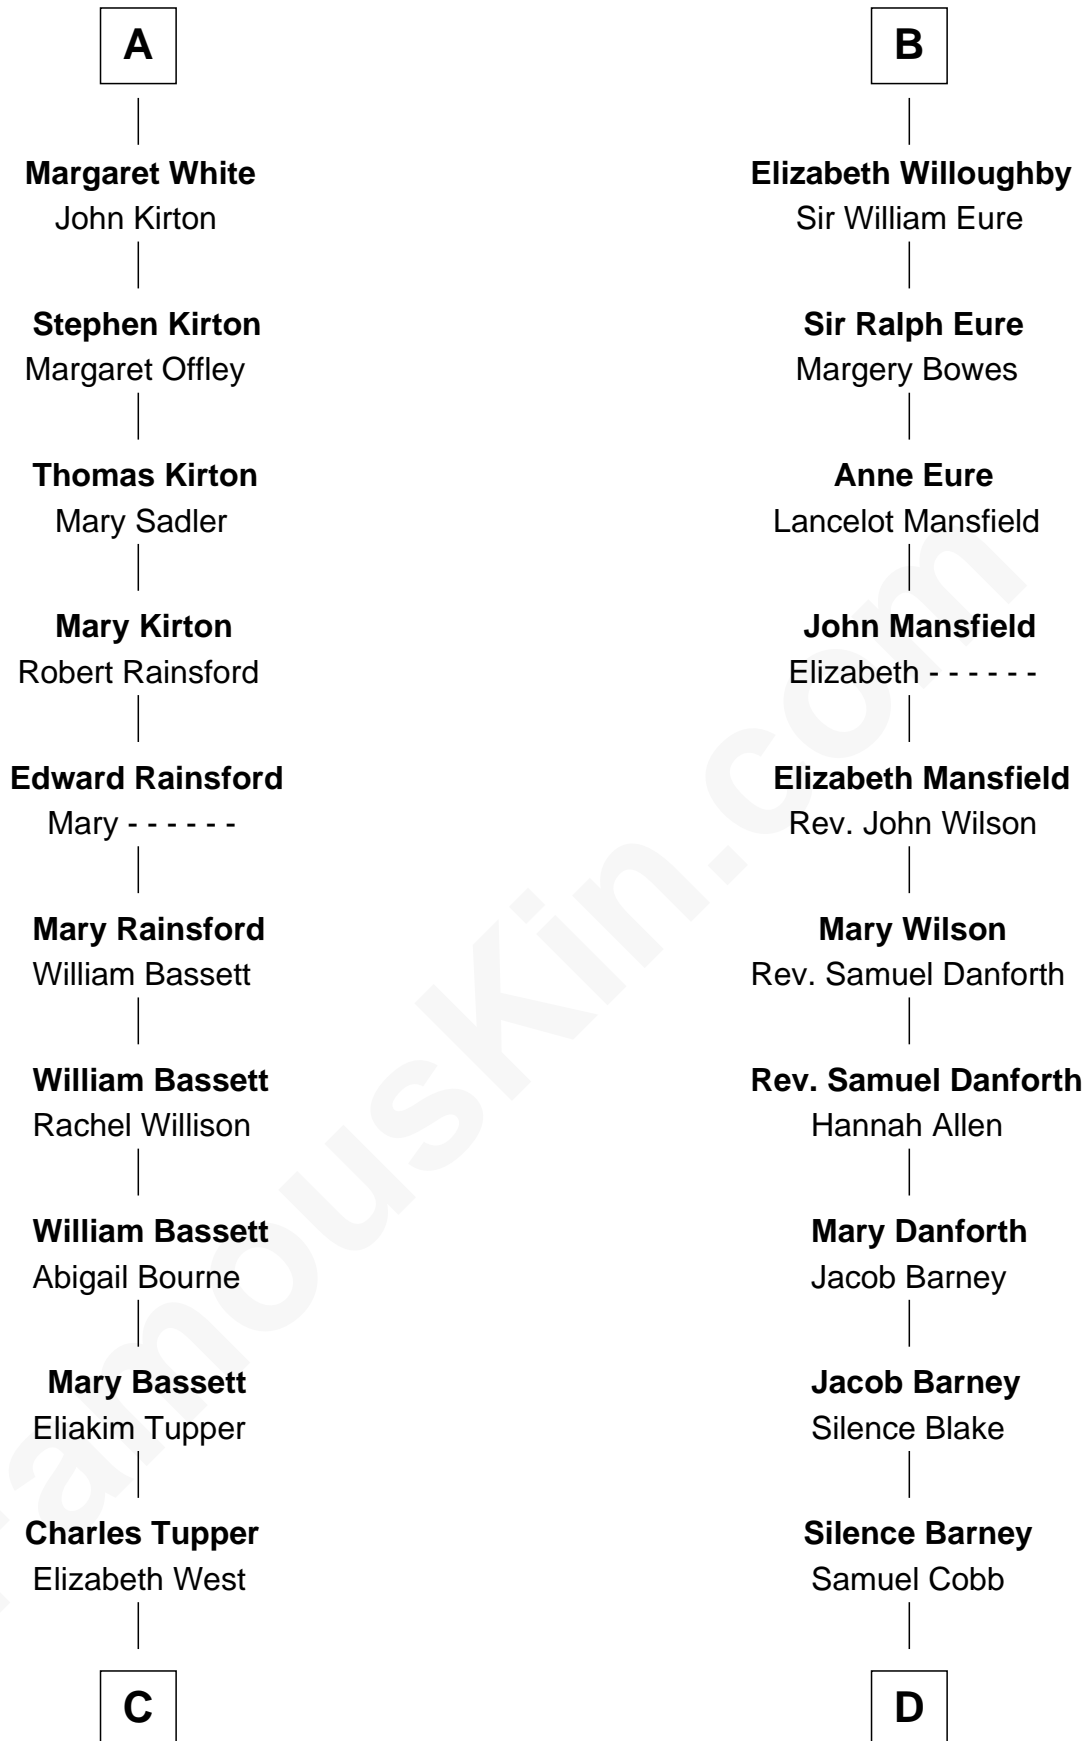 A
Margaret White
John Kirton
Stephen Kirton
Margaret Offley
Thomas Kirton
Mary Sadler
Mary Kirton
Robert Rainsford
Edward Rainsford
Mary - - - - - -
Mary Rainsford
William Bassett
William Bassett
Rachel Willison
William Bassett
Abigail Bourne
Mary Bassett
Eliakim Tupper
Charles Tupper
Elizabeth West
C
B
Elizabeth Willoughby
Sir William Eure
Sir Ralph Eure
Margery Bowes
Anne Eure
Lancelot Mansfield
John Mansfield
Elizabeth - - - - - -
Elizabeth Mansfield
Rev. John Wilson
Mary Wilson
Rev. Samuel Danforth
Rev. Samuel Danforth
Hannah Allen
Mary Danforth
Jacob Barney
Jacob Barney
Silence Blake
Silence Barney
Samuel Cobb
D
FamousKin.com